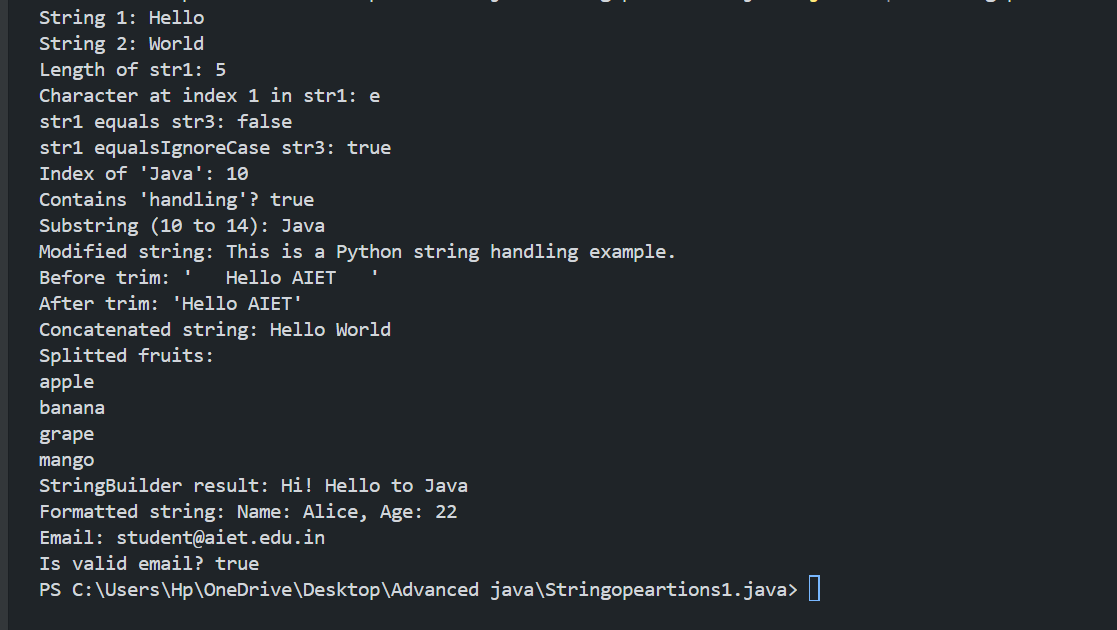 String 1: Hello
String 2: World
Length of str1: 5
Character at index 1 in str1: e
str1 equals str3: false
str1 equalsIgnoreCase str3: true
Index of 'Java': 10
Contains 'handling'? true
Substring (10 to 14): Java
Modified string: This is a Python string handling example.
Before trim: '   Hello AIET   '
After trim: 'Hello AIET'
Concatenated string: Hello World
Splitted fruits:
apple
banana
grape
mango
StringBuilder result: Hi! Hello to Java
Formatted string: Name: Alice, Age: 22
Email: student@aiet.edu.in
Is valid email? true
PS C:\Users\Hp\OneDrive\Desktop\Advanced java\Stringopeartions1.java>